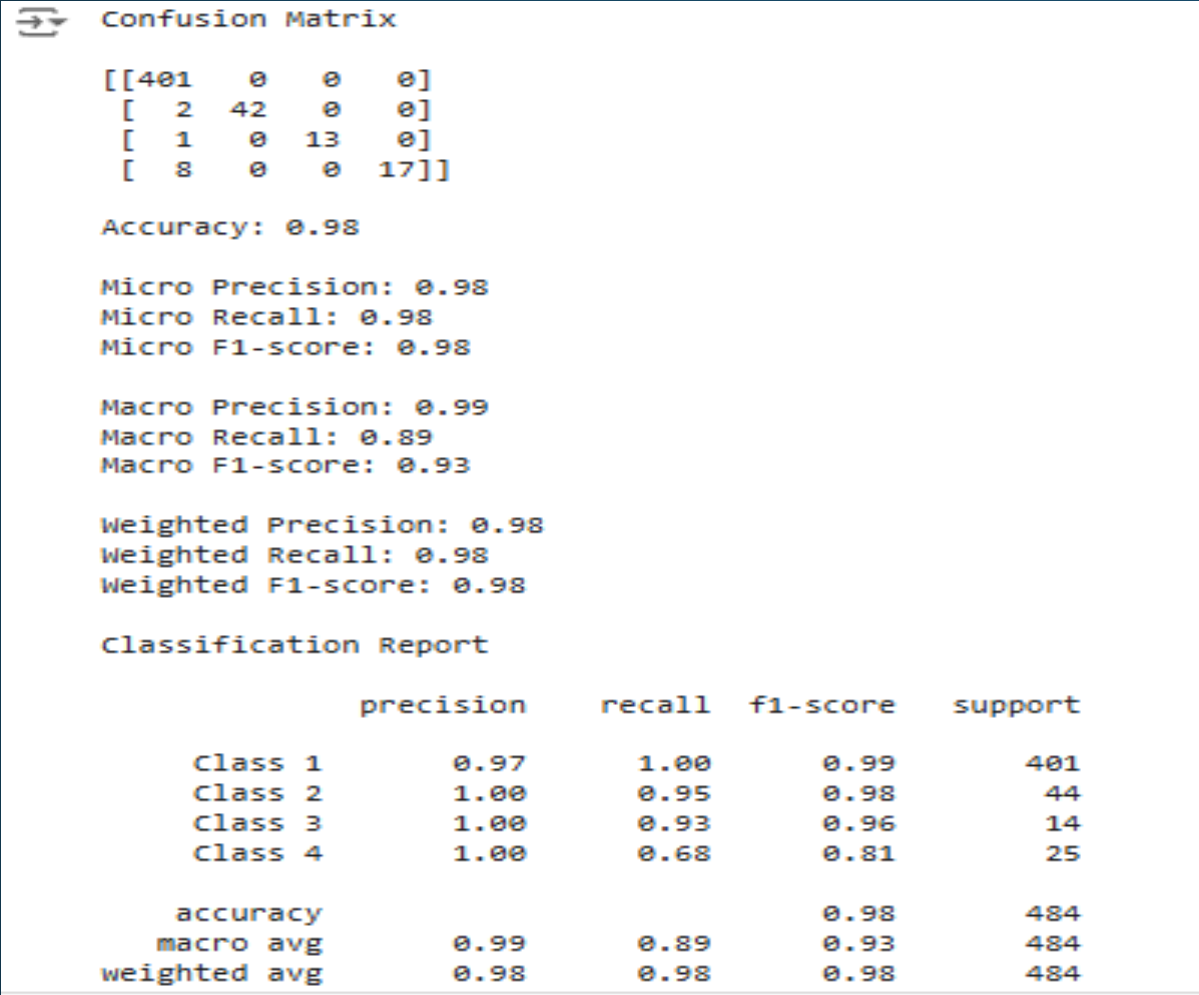 Confusion Matrix
[[401 0 0 0]
[ 2 42 0 0]
[ 1 0 13 0]
[ 8 0 0 17]]
Accuracy: 0.98
Micro Precision: 0.98
Micro Recall: 0.98
Micro F1-score: 0.98
Macro Precision: 0.99
Macro Recall: 0.89
Macro F1-score: 0.93
Weighted Precision: 0.98
Weighted Recall: 0.98
Weighted F1-score: 0.98
Classification Report
precision recall f1-score support
Class 1 0.97 1.00 0.99 401
Class 2 1.00 0.95 0.98 44
Class 3 1.00 0.93 0.96 14
Class 4 1.00 0.68 0.81 25
accuracy 0.98 484
macro avg 0.99 0.89 0.93 484
weighted avg 0.98 0.98 0.98 484